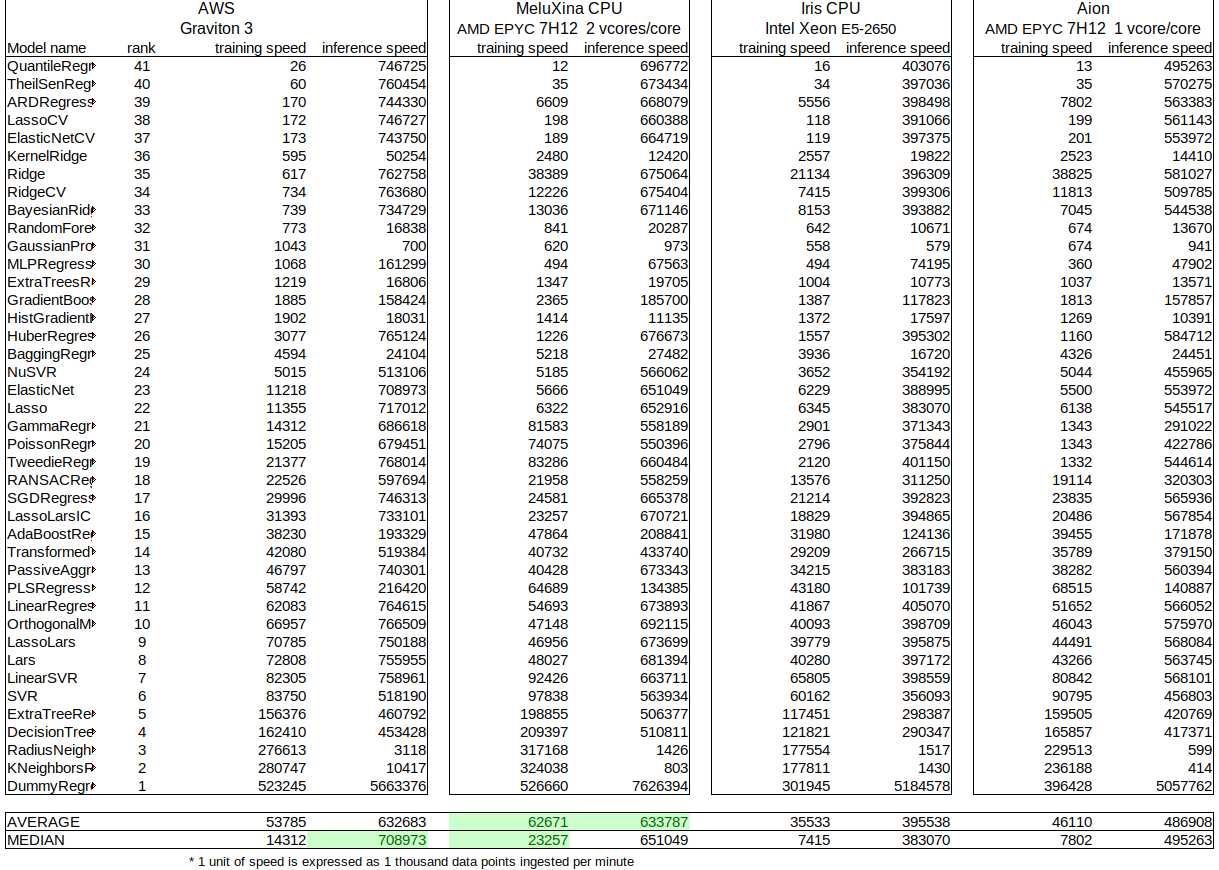 AWS MeluXina CPU Iris CPU Aion
Graviton 3 AMD EPYC 7H12 2 vcores/core Intel Xeon E5-2650 AMD EPYC 7H12 1 vcore/core
Model name rank training speed inference speed training speed inference speed training speed inference speed training speed inference speed
QuantileRegr 41 26 746725 12 696772 16 403076 13 495263
TheilSenReg 40 60 760454 35 673434 34 397036 35 570275
ARDRegress 39 170 744330 6609 668079 5556 398498 7802 563383
LassoCV 38 172 746727 198 660388 118 391066 199 561143
ElasticNetCV 37 173 743750 189 664719 119 397375 201 553972
KernelRidge 36 595 50254 2480 12420 2557 19822 2523 14410
Ridge 35 617 762758 38389 675064 21134 396309 38825 581027
RidgeCV 34 734 763680 12226 675404 7415 399306 11813 509785
BayesianRid 33 739 734729 13036 671146 8153 393882 7045 544538
RandomFore 32 773 16838 841 20287 642 10671 674 13670
GaussianPro 31 1043 700 620 973 558 579 674 941
MLPRegress 30 1068 161299 494 67563 494 74195 360 47902
ExtraTreesR 29 1219 16806 1347 19705 1004 10773 1037 13571
GradientBoos 28 1885 158424 2365 185700 1387 117823 1813 157857
HistGradient 27 1902 18031 1414 11135 1372 17597 1269 10391
HuberRegres 26 3077 765124 1226 676673 1557 395302 1160 584712
BaggingRegr 25 4594 24104 5218 27482 3936 16720 4326 24451
NuSVR 24 5015 513106 5185 566062 3652 354192 5044 455965
ElasticNet 23 11218 708973 5666 651049 6229 388995 5500 553972
Lasso 22 11355 717012 6322 652916 6345 383070 6138 545517
GammaRegr 21 14312 686618 81583 558189 2901 371343 1343 291022
PoissonRegr 20 15205 679451 74075 550396 2796 375844 1343 422786
TweedieRegr 19 21377 768014 83286 660484 2120 401150 1332 544614
RANSACReg 18 22526 597694 21958 558259 13576 311250 19114 320303
SGDRegress 17 29996 746313 24581 665378 21214 392823 23835 565936
LassoLarsIC 16 31393 733101 23257 670721 18829 394865 20486 567854
AdaBoostReg 15 38230 193329 47864 208841 31980 124136 39455 171878
Transformed 14 42080 519384 40732 433740 29209 266715 35789 379150
PassiveAggr 13 46797 740301 40428 673343 34215 383183 38282 560394
PLSRegress 12 58742 216420 64689 134385 43180 101739 68515 140887
LinearRegres 11 62083 764615 54693 673893 41867 405070 51652 566052
OrthogonalM 10 66957 766509 47148 692115 40093 398709 46043 575970
LassoLars 9 70785 750188 46956 673699 39779 395875 44491 568084
Lars 8 72808 755955 48027 681394 40280 397172 43266 563745
LinearSVR 7 82305 758961 92426 663711 65805 398559 80842 568101
SVR 6 83750 518190 97838 563934 60162 356093 90795 456803
ExtraTreeRe 5 156376 460792 198855 506377 117451 298387 159505 420769
DecisionTree 4 162410 453428 209397 510811 121821 290347 165857 417371
RadiusNeigh 3 276613 3118 317168 1426 177554 1517 229513 599
KNeighborsR 2 280747 10417 324038 803 177811 1430 236188 414
DummyRegr 1 523245 5663376 526660 7626394 301945 5184578 396428 5057762
AVERAGE 53785 632683 62671 633787 35533 395538 46110 486908
MEDIAN 14312 708973 23257 651049 7415 383070 7802 495263
* 1 unit of speed is expressed as 1 thousand data points ingested per minute